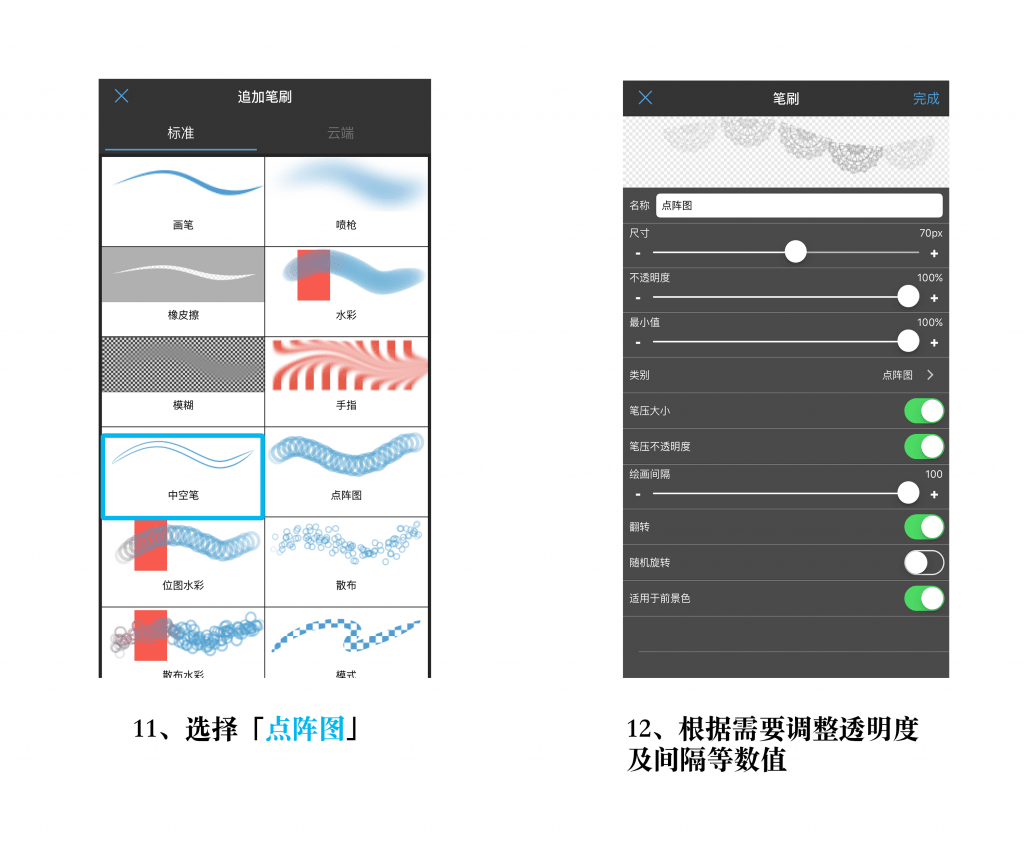 追加笔刷
标准 云端
画笔 喷枪
橡皮擦 水彩
模糊 手指
中空笔 点阵图
位图水彩 散布
散布水彩 模式
11、选择「点阵图」
笔刷 完成
名称 点阵图
尺寸 70px
- +
不透明度 100%
- +
最小值 100%
- +
类别 点阵图
笔压大小
笔压不透明度
绘画间隔 100
- +
翻转
随机旋转
适用于前景色
12、根据需要调整透明度
及间隔等数值